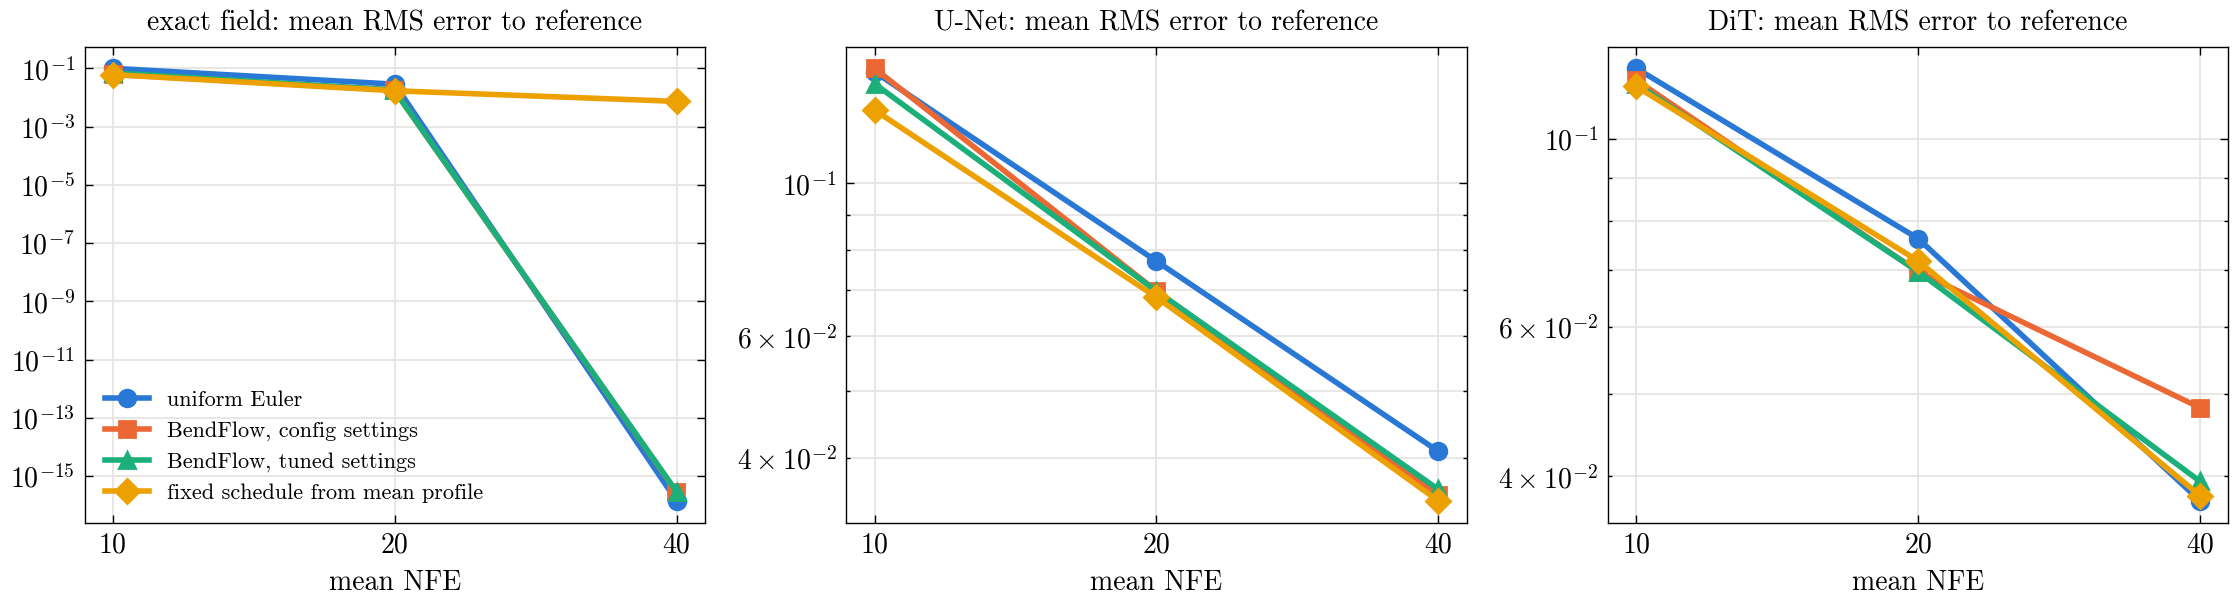 exact field: mean RMS error to reference
10⁻¹
10⁻³
10⁻⁵
10⁻⁷
10⁻⁹
10⁻¹¹
10⁻¹³
10⁻¹⁵
uniform Euler
BendFlow, config settings
BendFlow, tuned settings
fixed schedule from mean profile
10 20 40
mean NFE
U-Net: mean RMS error to reference
10⁻¹
6 × 10⁻²
4 × 10⁻²
10 20 40
mean NFE
DiT: mean RMS error to reference
10⁻¹
6 × 10⁻²
4 × 10⁻²
10 20 40
mean NFE